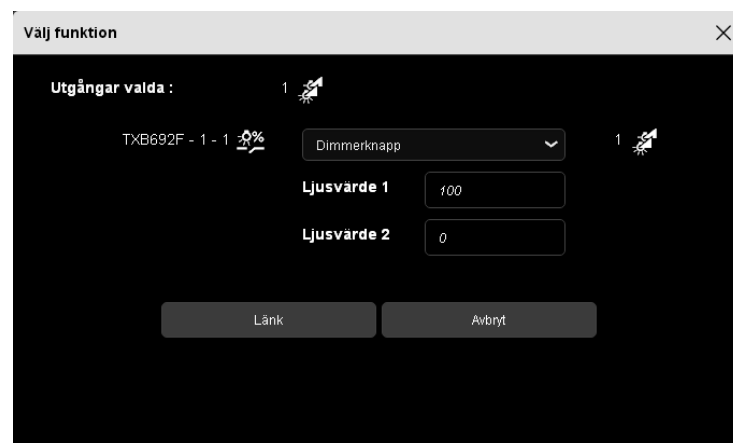 Välj funktion
Utgångar valda : 1
TXB692F - 1 - 1 Dimmerknapp 1
Ljusvärde 1 100
Ljusvärde 2 0
Länk Avbryt